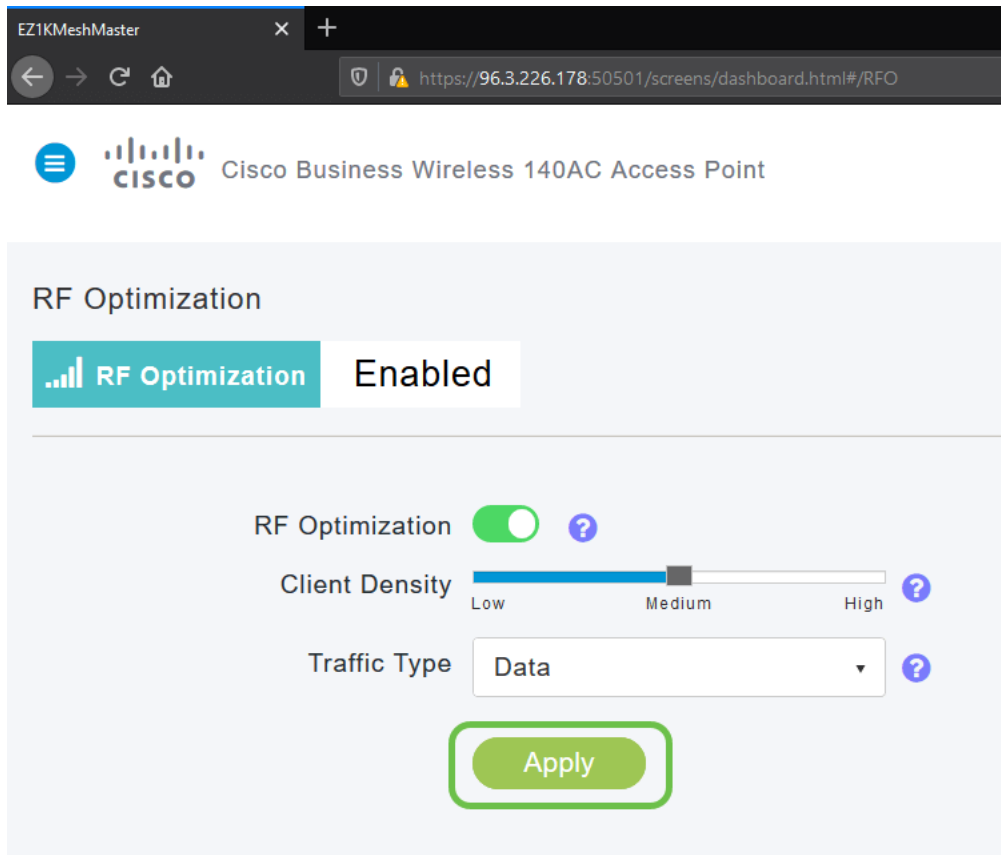 EZ1KMeshMaster
https://96.3.226.178:50501/screens/dashboard.html#/RFO
CISCO Cisco Business Wireless 140AC Access Point
RF Optimization
RF Optimization Enabled
RF Optimization ?
Client Density ?
Low Medium High
Traffic Type Data ?
Apply